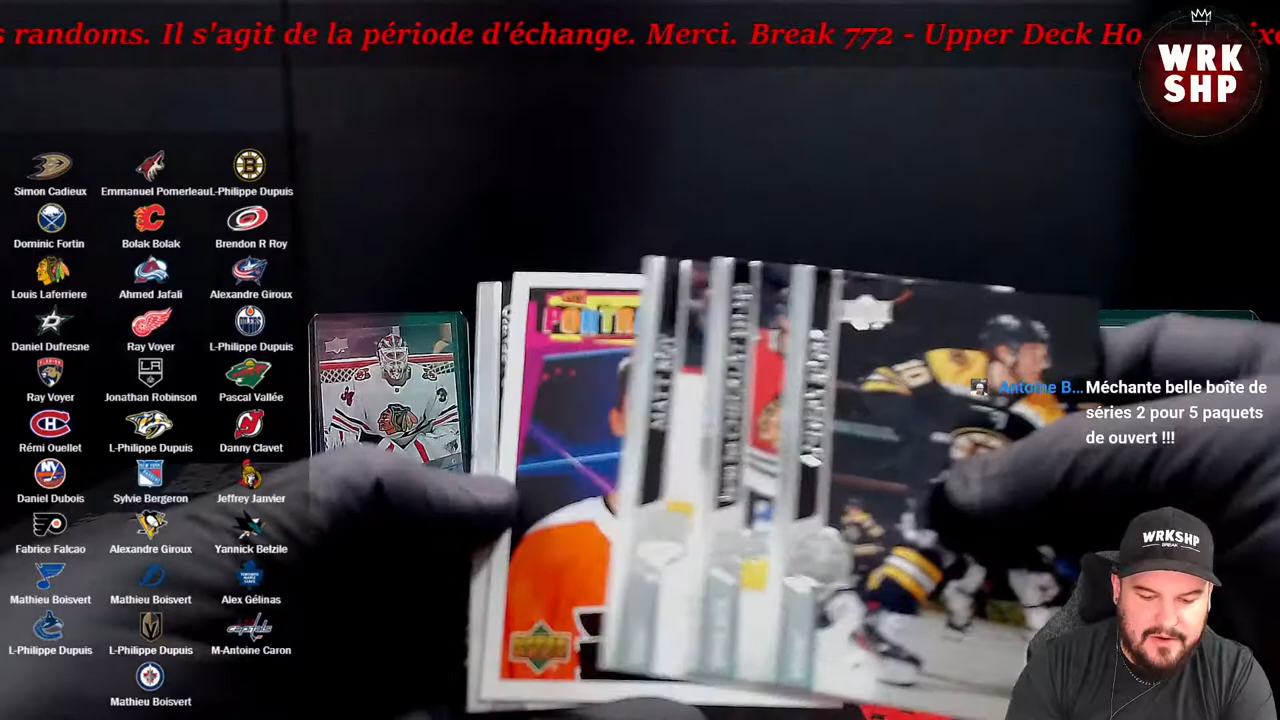 s randoms. Il s'agit de la période d'échange. Merci. Break 772 - Upper Deck Ho
WRK
SHP
Simon Cadieux
Emmanuel Pomerleau
L-Philippe Dupuis
Dominic Fortin
Bolak Bolak
Brendon R Roy
Louis Laferriere
Ahmed Jafali
Alexandre Giroux
Daniel Dufresne
Ray Voyer
L-Philippe Dupuis
Ray Voyer
Jonathan Robinson
Pascal Vallée
Rémi Ouellet
L-Philippe Dupuis
Danny Clavet
Daniel Dubois
Sylvie Bergeron
Jeffrey Janvier
Fabrice Falcao
Alexandre Giroux
Yannick Belzile
Mathieu Boisvert
Mathieu Boisvert
Alex Gélinas
L-Philippe Dupuis
L-Philippe Dupuis
M-Antoine Caron
Mathieu Boisvert
Antoine B... Méchante belle boîte de
séries 2 pour 5 paquets
de ouvert !!!
WRKSHP